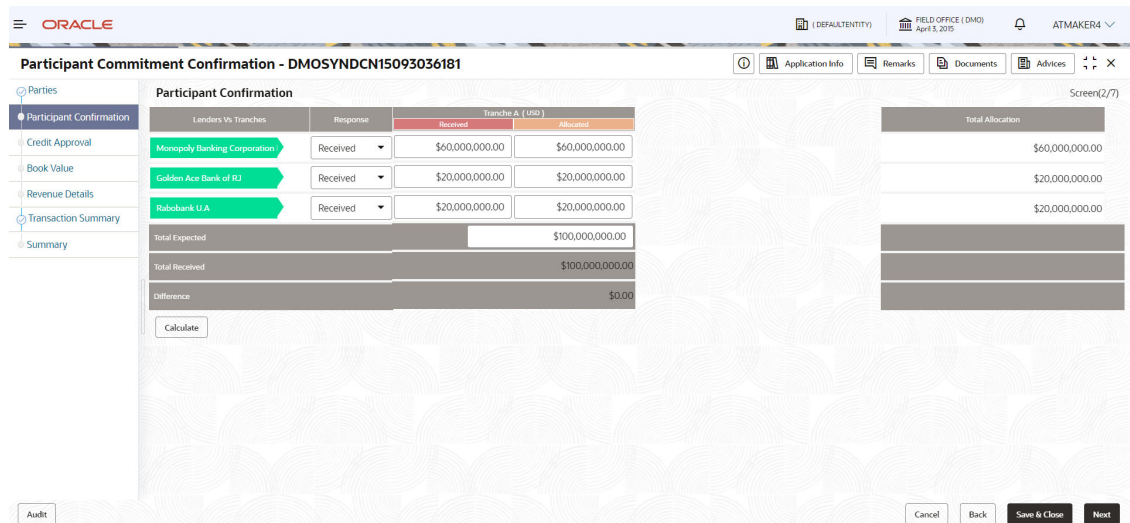 ORACLE
( DEFAULTENTITY)
FIELD OFFICE ( DMO)
April 3, 2015
ATMAKER4
Participant Commitment Confirmation - DMOSYNDCN15093036181
Application Info
Remarks
Documents
Advices
Parties
Participant Confirmation
Credit Approval
Book Value
Revenue Details
Transaction Summary
Summary
Participant Confirmation
Screen(2/7)
Lenders Vs Tranches
Response
Tranche A ( USD )
Received
Allocated
Total Allocation
Monopoly Banking Corporation
Received
$60,000,000.00
$60,000,000.00
$60,000,000.00
Golden Ace Bank of RJ
Received
$20,000,000.00
$20,000,000.00
$20,000,000.00
Rabobank U.A
Received
$20,000,000.00
$20,000,000.00
$20,000,000.00
Total Expected
$100,000,000.00
Total Received
$100,000,000.00
Difference
$0.00
Calculate
Audit
Cancel
Back
Save & Close
Next